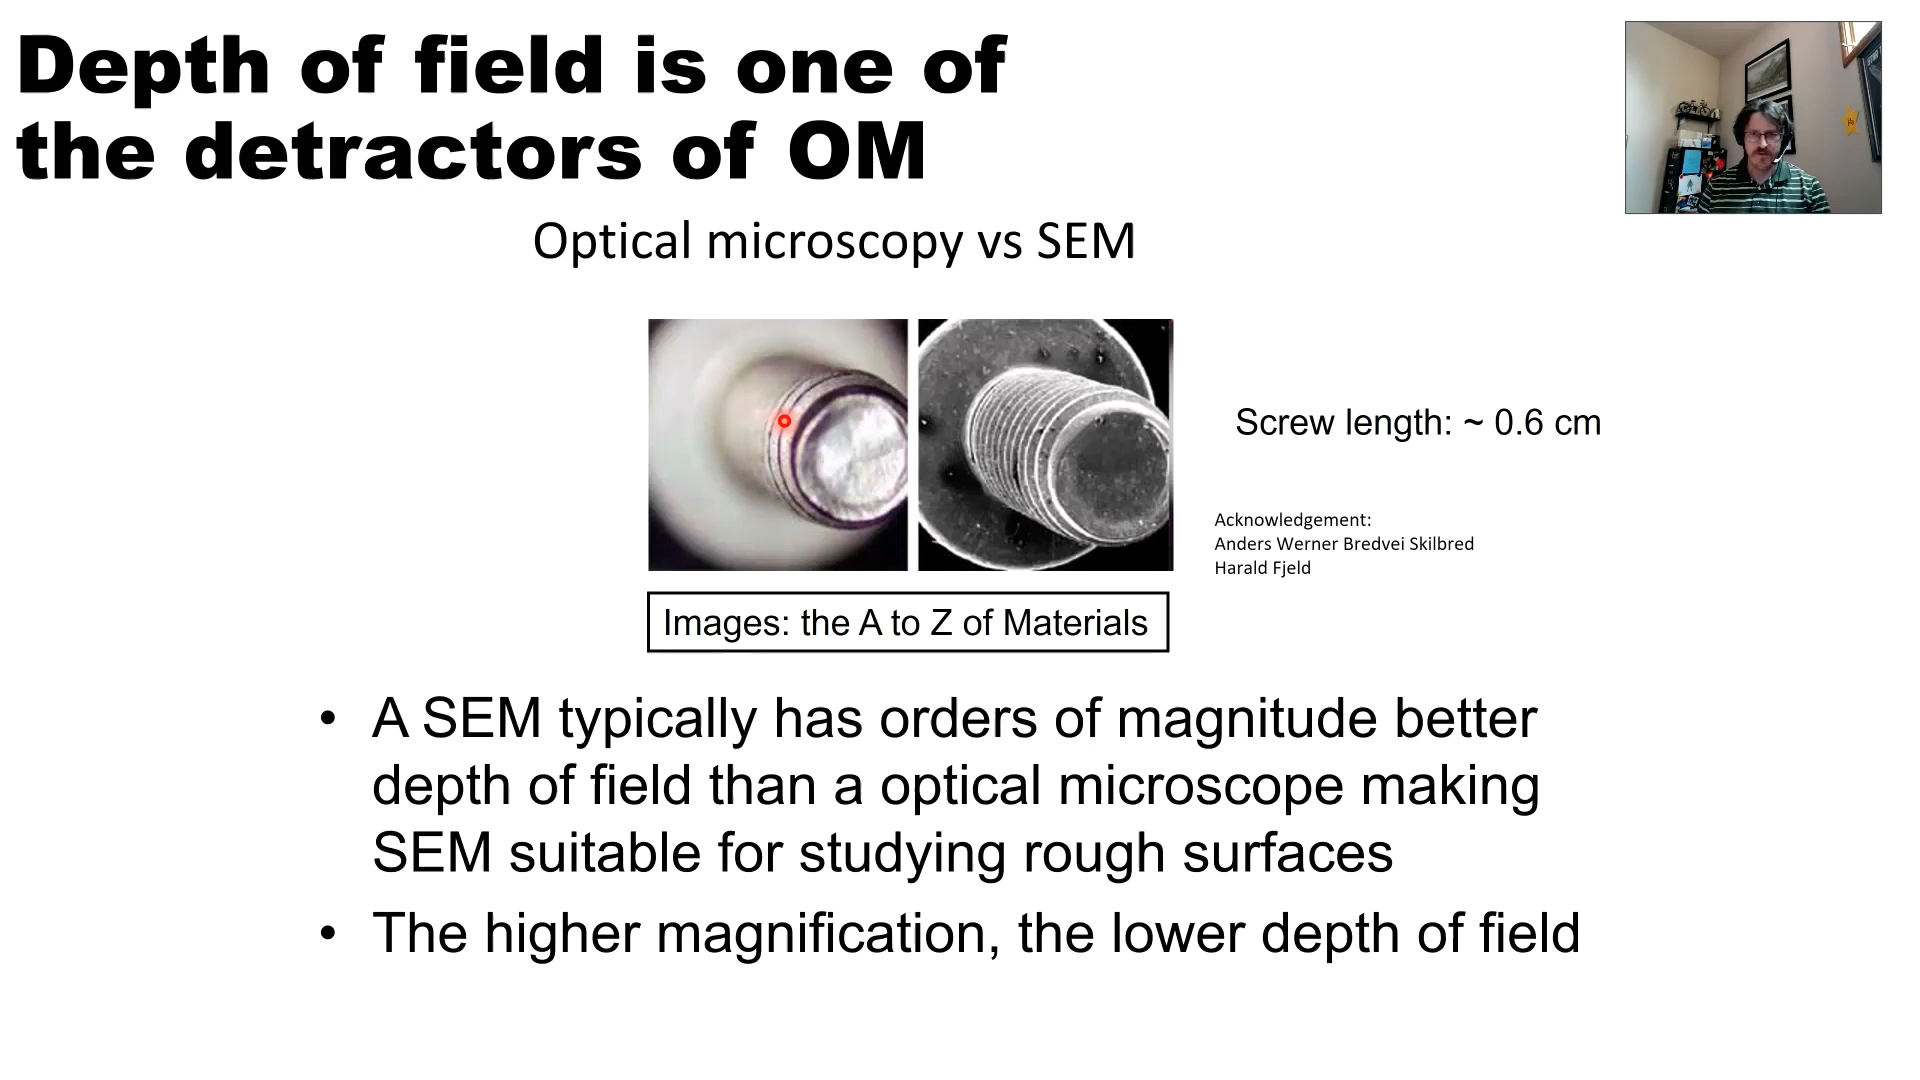 Depth of field is one of
the detractors of OM
Optical microscopy vs SEM
Screw length: ~ 0.6 cm
Acknowledgement:
Anders Werner Bredvei Skilbred
Harald Fjeld
Images: the A to Z of Materials
• A SEM typically has orders of magnitude better
depth of field than a optical microscope making
SEM suitable for studying rough surfaces
• The higher magnification, the lower depth of field